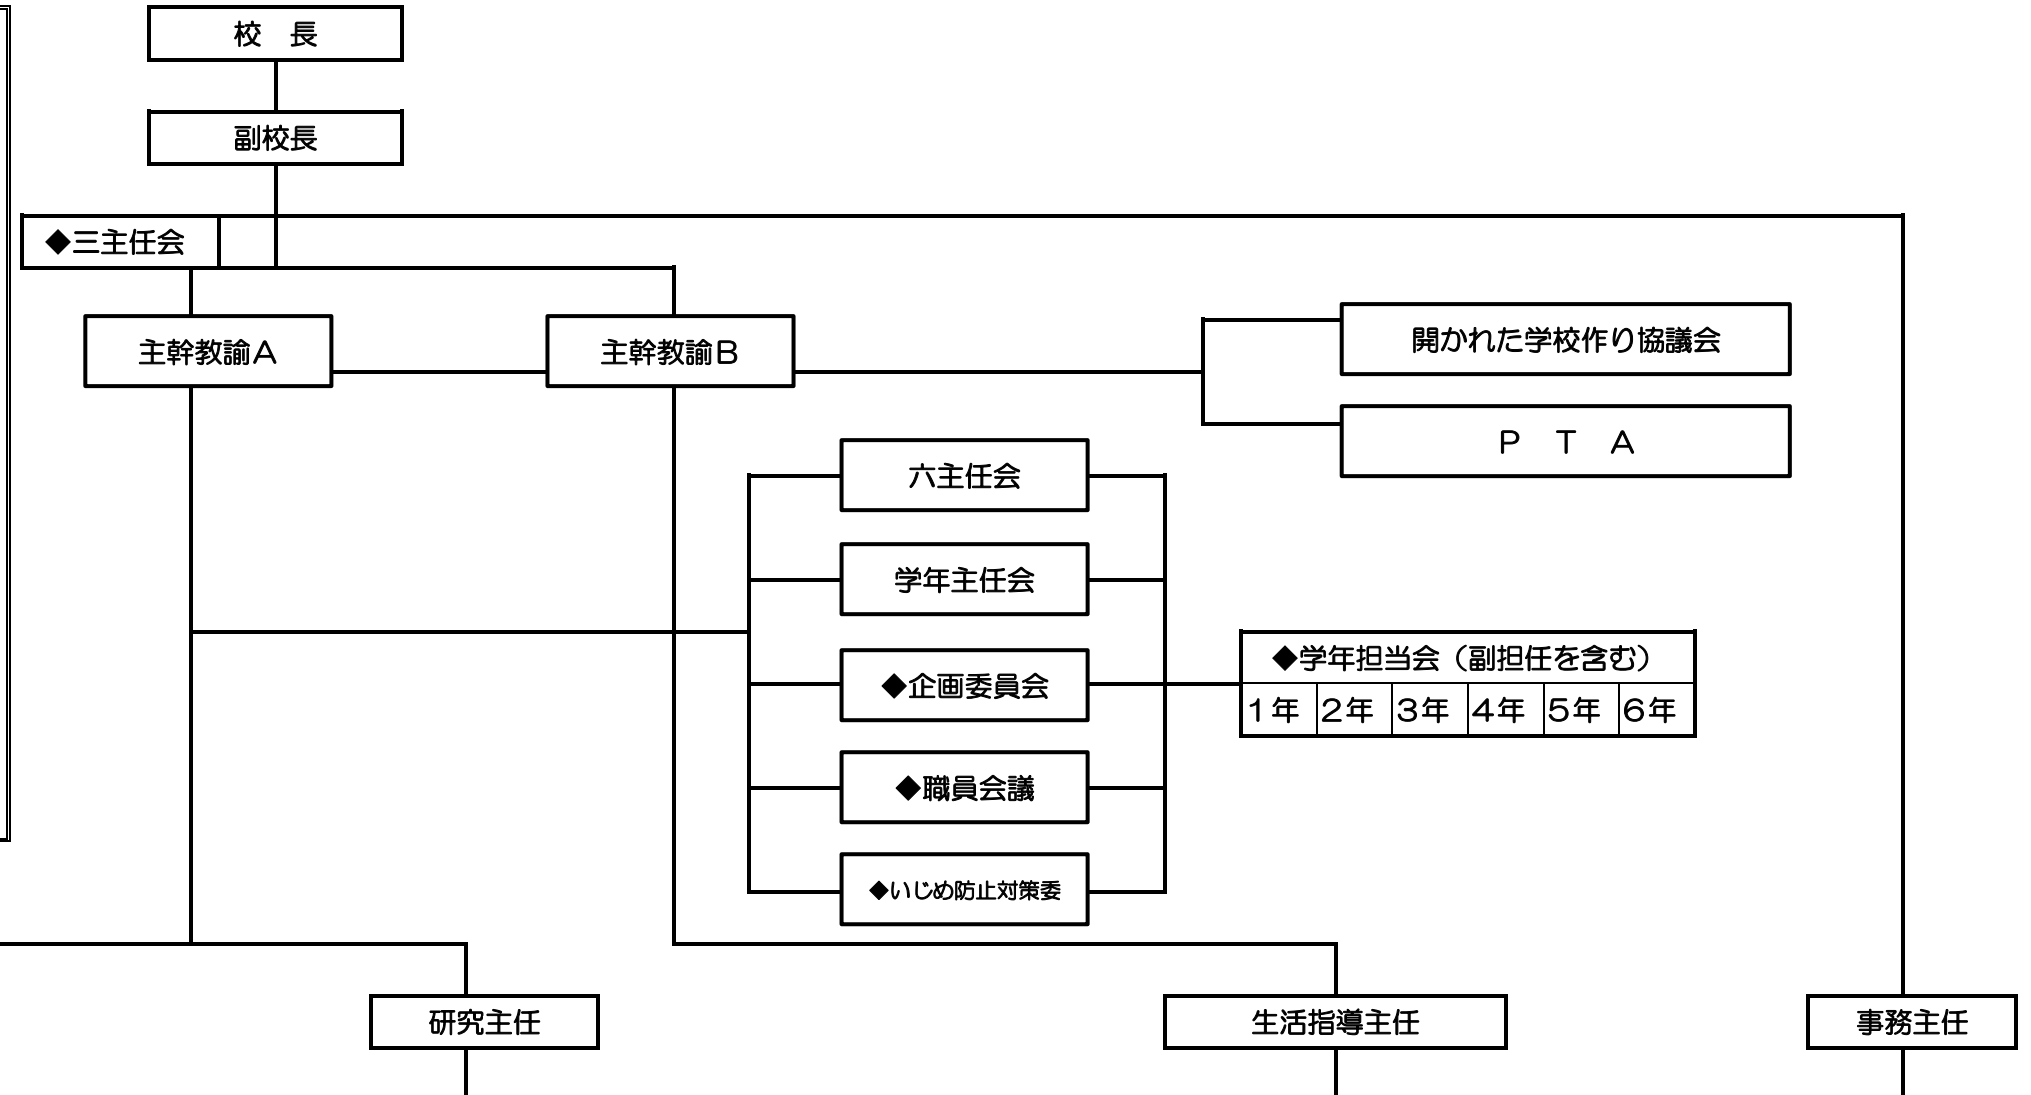 校　長
副校長
◆三主任会
主幹教諭A
主幹教諭B
開かれた学校作り協議会
P　T　A
六主任会
学年主任会
◆企画委員会
◆職員会議
◆いじめ防止対策委
◆学年担当会（副担任を含む）
1年 2年 3年 4年 5年 6年
研究主任
生活指導主任
事務主任